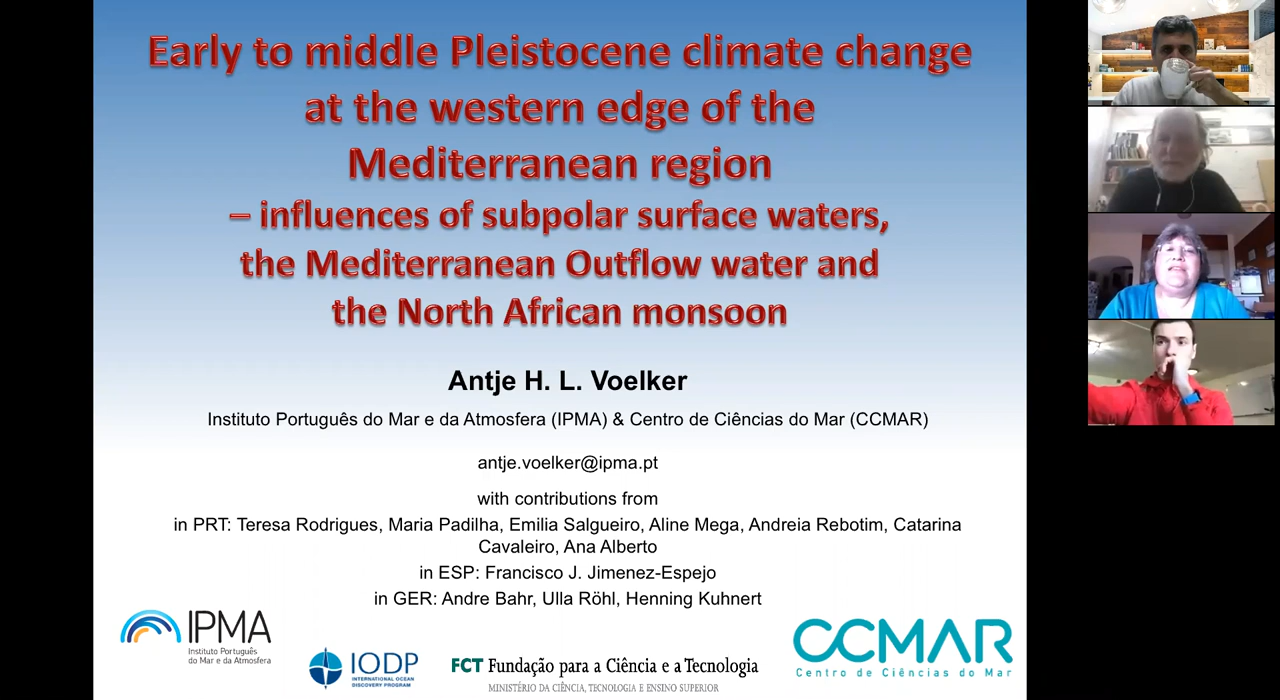 Early to middle Pleistocene climate change
at the western edge of the
Mediterranean region
– influences of subpolar surface waters,
the Mediterranean Outflow water and
the North African monsoon
Antje H. L. Voelker
Instituto Português do Mar e da Atmosfera (IPMA) & Centro de Ciências do Mar (CCMAR)
antje.voelker@ipma.pt
with contributions from
in PRT: Teresa Rodrigues, Maria Padilha, Emilia Salgueiro, Aline Mega, Andreia Rebotim, Catarina
Cavaleiro, Ana Alberto
in ESP: Francisco J. Jimenez-Espejo
in GER: Andre Bahr, Ulla Röhl, Henning Kuhnert
IPMA
Instituto Português
do Mar e da Atmosfera
IODP
INTERNATIONAL OCEAN
DISCOVERY PROGRAM
FCT Fundação para a Ciência e a Tecnologia
MINISTÉRIO DA CIÊNCIA, TECNOLOGIA E ENSINO SUPERIOR
CCMAR
Centro de Ciências do Mar